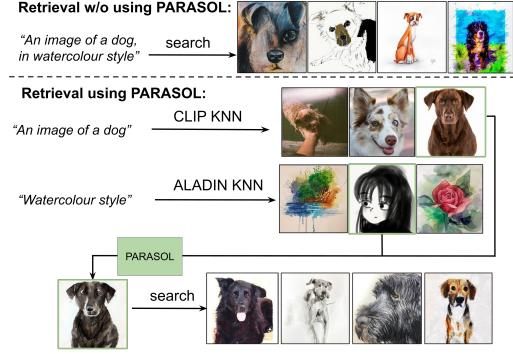 Retrieval w/o using PARASOL:
“An image of a dog,
in watercolour style”
search
Retrieval using PARASOL:
“An image of a dog”
CLIP KNN
“Watercolour style”
ALADIN KNN
PARASOL
search